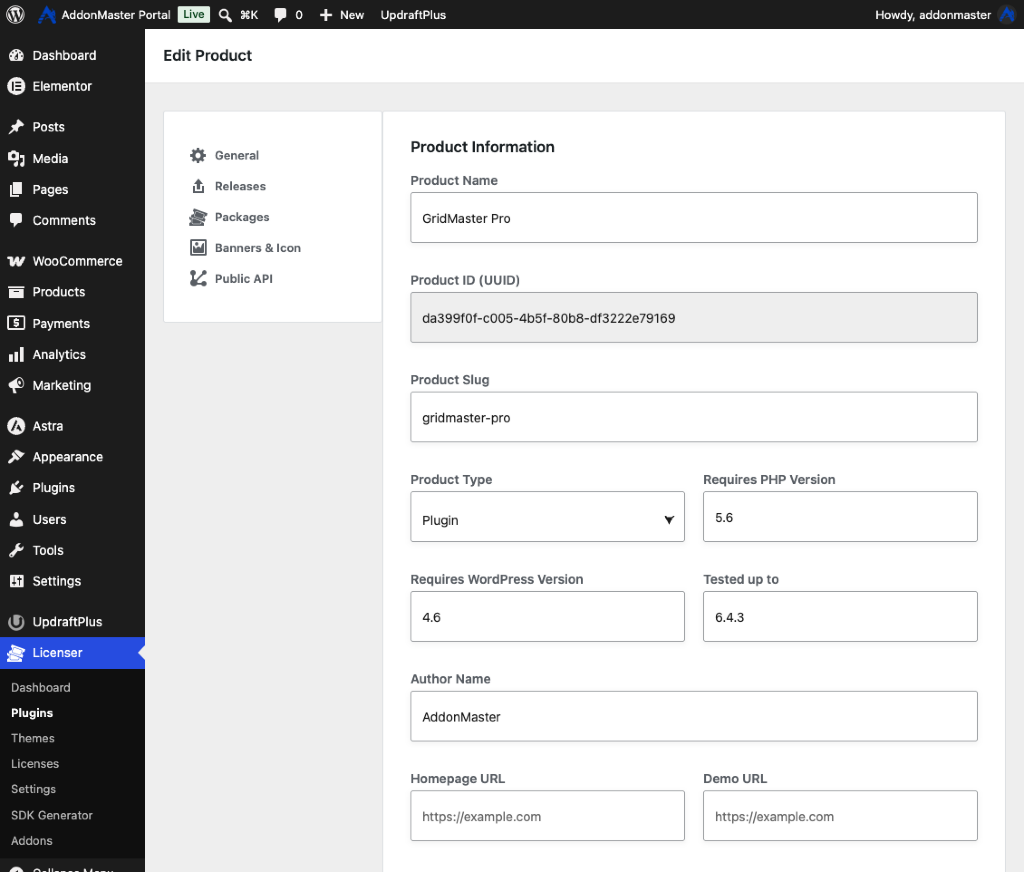 AddonMaster Portal Live ⌘K 0 New UpdraftPlus Howdy, addonmaster
Dashboard
Elementor
Posts
Media
Pages
Comments
WooCommerce
Products
Payments
Analytics
Marketing
Astra
Appearance
Plugins
Users
Tools
Settings
UpdraftPlus
Licenser
Dashboard
Plugins
Themes
Licenses
Settings
SDK Generator
Addons
Collapse Menu
Edit Product
General
Releases
Packages
Banners & Icon
Public API
Product Information
Product Name
GridMaster Pro
Product ID (UUID)
da399f0f-c005-4b5f-80b8-df3222e79169
Product Slug
gridmaster-pro
Product Type Requires PHP Version
Plugin 5.6
Requires WordPress Version Tested up to
4.6 6.4.3
Author Name
AddonMaster
Homepage URL Demo URL
https://example.com https://example.com